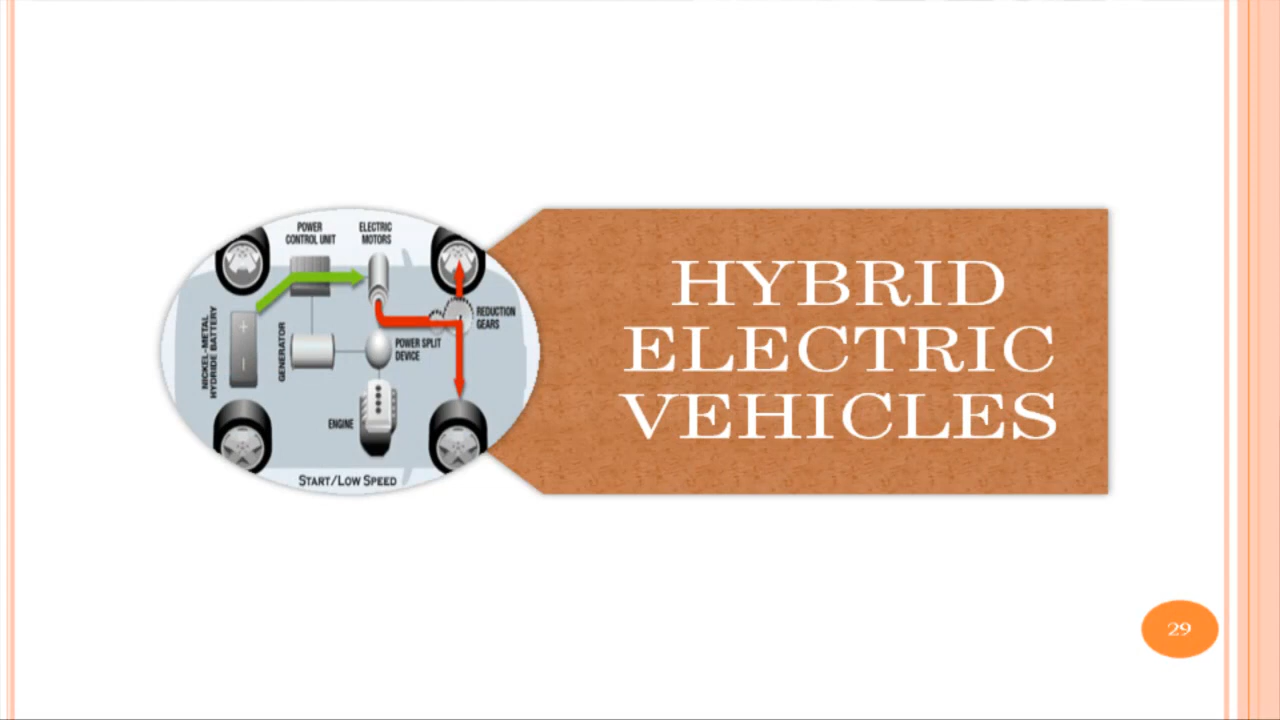 POWER
CONTROL UNIT
ELECTRIC
MOTORS
NICKEL-METAL
HYDRIDE BATTERY
GENERATOR
REDUCTION
GEARS
POWER SPLIT
DEVICE
ENGINE
START/LOW SPEED
HYBRID
ELECTRIC
VEHICLES
29